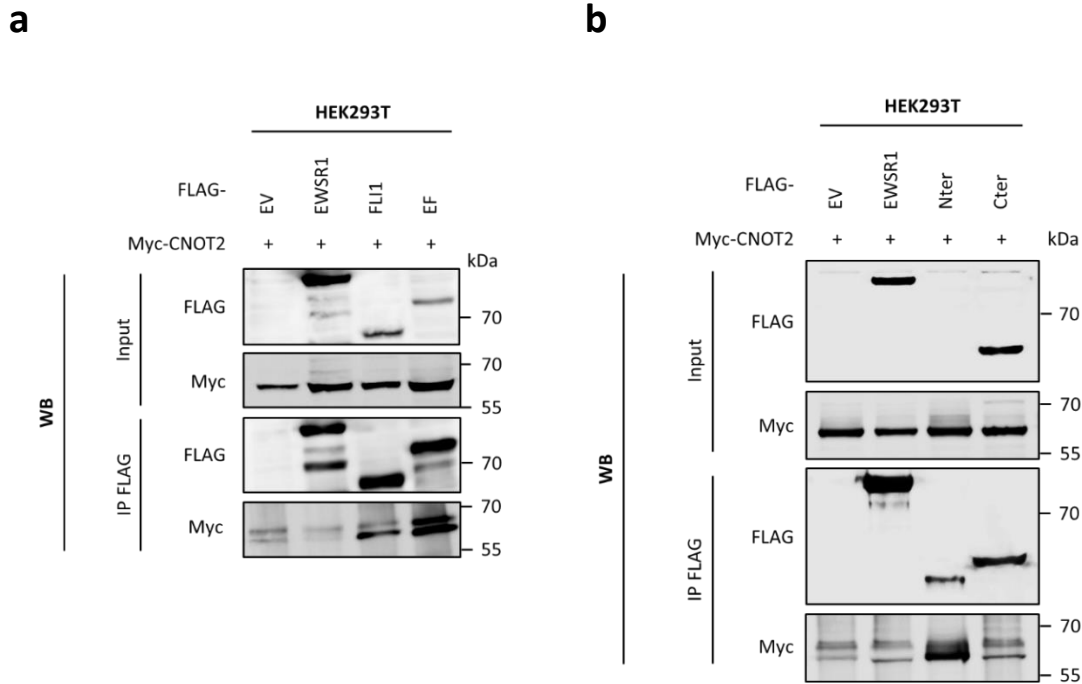 a
HEK293T
FLAG- EV EWSR1 FLI1 EF
Myc-CNOT2 + + + +
kDa
WB
Input
FLAG
70
Myc
70
55
IP FLAG
FLAG
70
Myc
70
55
b
HEK293T
FLAG- EV EWSR1 Nter Cter
Myc-CNOT2 + + + + kDa
WB
Input
FLAG
70
Myc
70
55
IP FLAG
FLAG
70
Myc
70
55